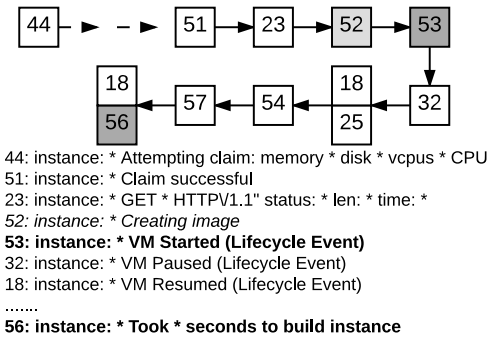 44 51 23 52 53
18 57 54 18 32
56 25
44: instance: * Attempting claim: memory * disk * vcpus * CPU
51: instance: * Claim successful
23: instance: * GET * HTTP\/1.1" status: * len: * time: *
52: instance: * Creating image
53: instance: * VM Started (Lifecycle Event)
32: instance: * VM Paused (Lifecycle Event)
18: instance: * VM Resumed (Lifecycle Event)
.......
56: instance: * Took * seconds to build instance